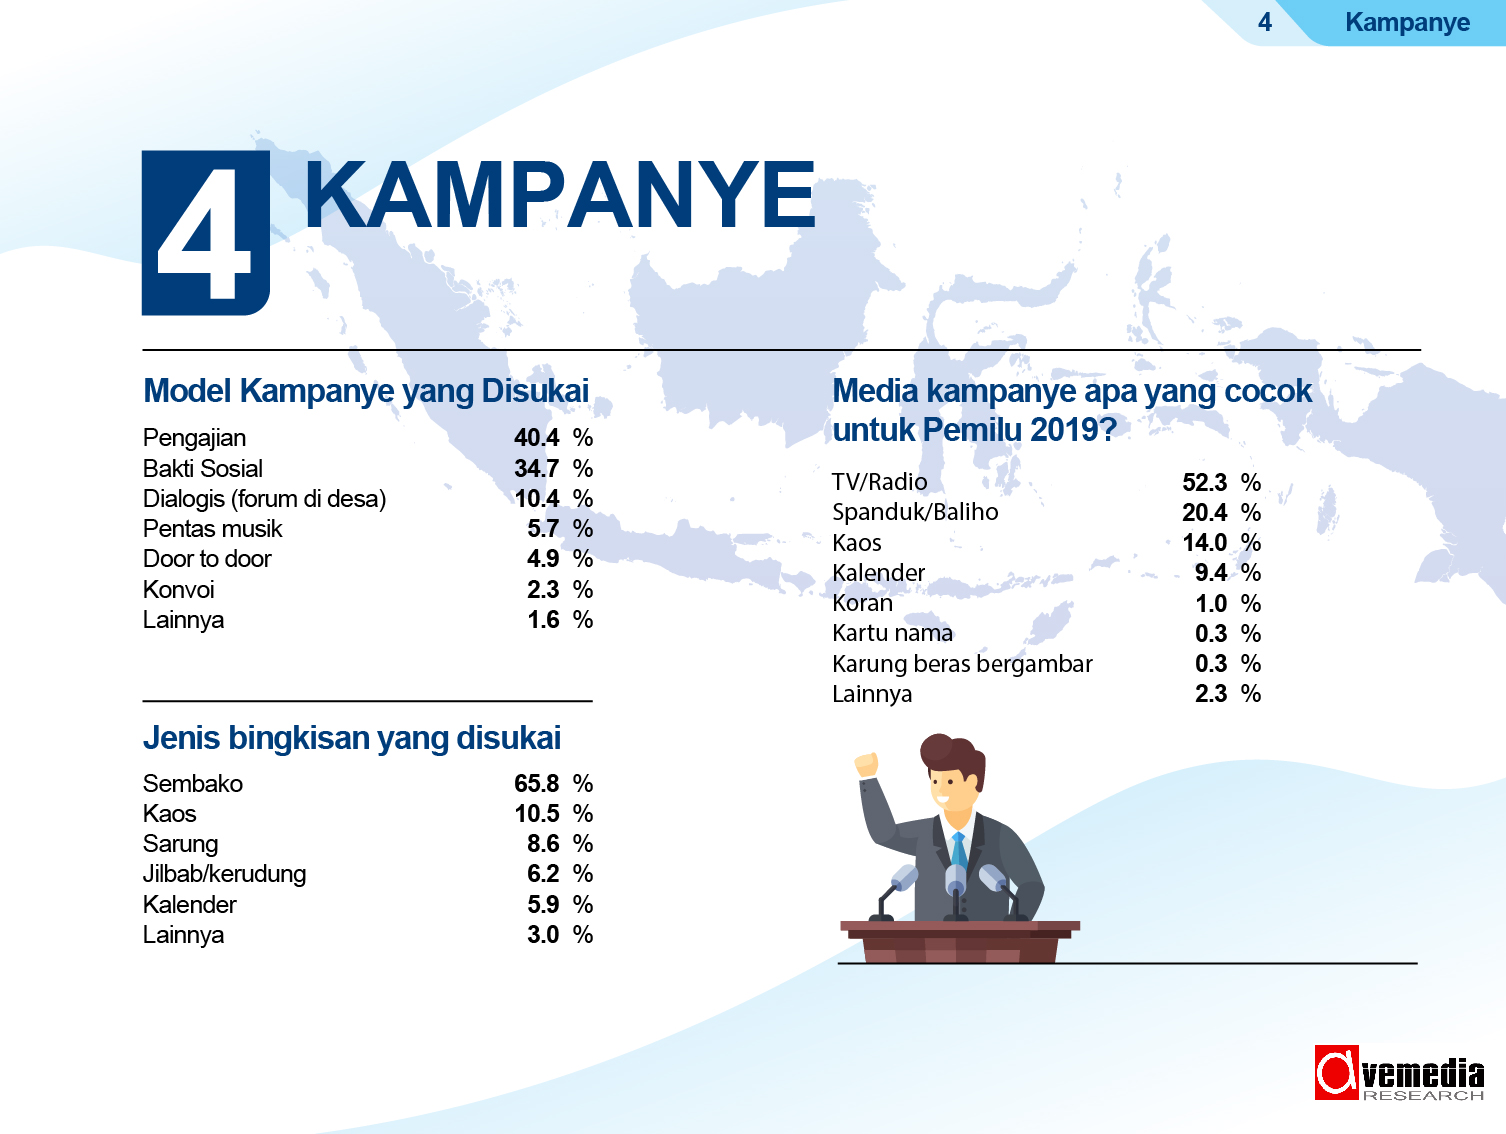 4 Kampanye
4 KAMPANYE
Model Kampanye yang Disukai
Pengajian 40.4 %
Bakti Sosial 34.7 %
Dialogis (forum di desa) 10.4 %
Pentas musik 5.7 %
Door to door 4.9 %
Konvoi 2.3 %
Lainnya 1.6 %
Jenis bingkisan yang disukai
Sembako 65.8 %
Kaos 10.5 %
Sarung 8.6 %
Jilbab/kerudung 6.2 %
Kalender 5.9 %
Lainnya 3.0 %
Media kampanye apa yang cocok
untuk Pemilu 2019?
TV/Radio 52.3 %
Spanduk/Baliho 20.4 %
Kaos 14.0 %
Kalender 9.4 %
Koran 1.0 %
Kartu nama 0.3 %
Karung beras bergambar 0.3 %
Lainnya 2.3 %
avemedia
RESEARCH